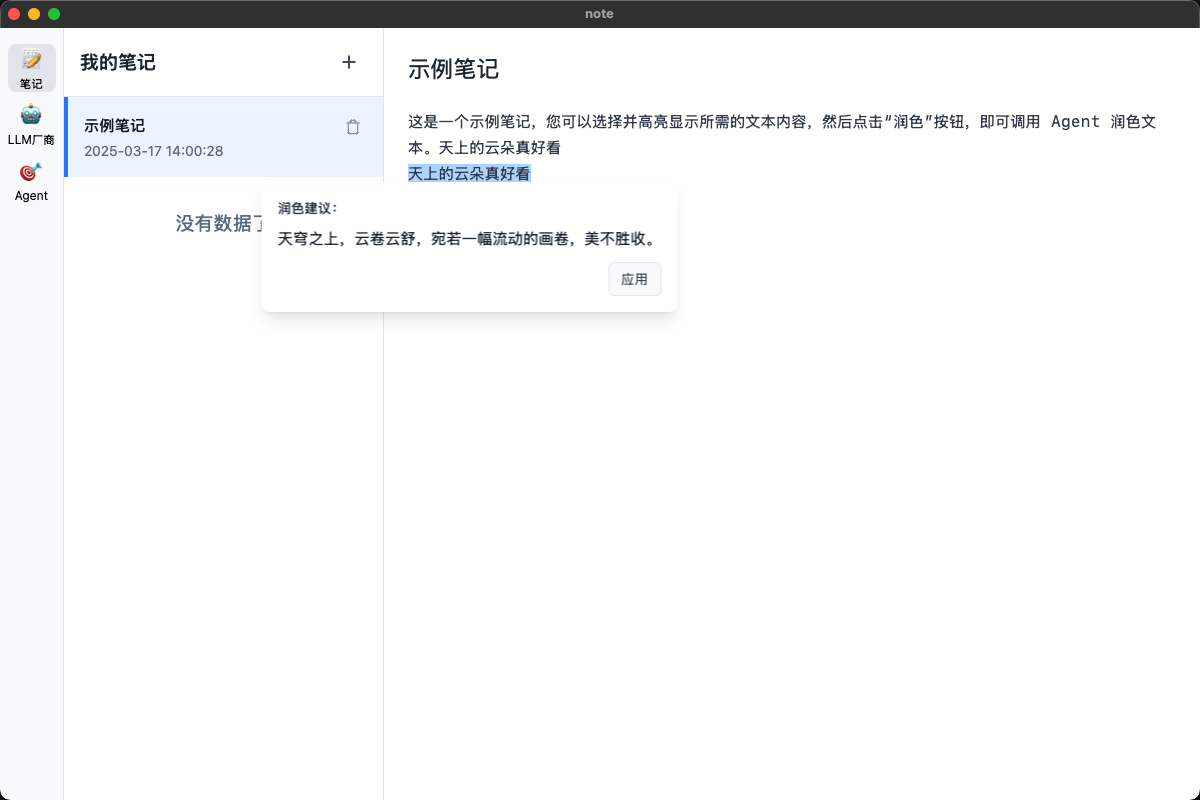 note
笔记
LLM厂商
Agent
我的笔记
+
示例笔记
2025-03-17 14:00:28
没有数据了
示例笔记
这是一个示例笔记，您可以选择并高亮显示所需的文本内容，然后点击“润色”按钮，即可调用 Agent 润色文
本。天上的云朵真好看
天上的云朵真好看
润色建议：
天穹之上，云卷云舒，宛若一幅流动的画卷，美不胜收。
应用